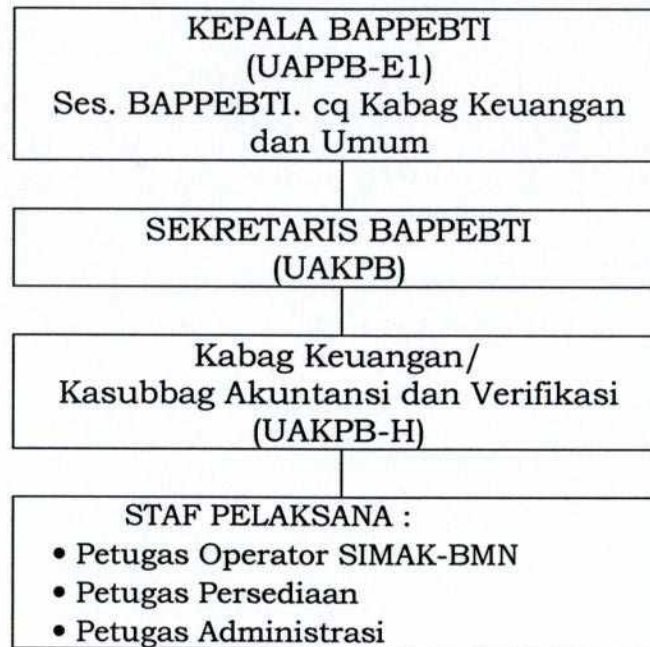 KEPALA BAPPEBTI
(UAPPB-E1)
Ses. BAPPEBTI. cq Kabag Keuangan
dan Umum
SEKRETARIS BAPPEBTI
(UAKPB)
Kabag Keuangan/
Kasubbag Akuntansi dan Verifikasi
(UAKPB-H)
STAF PELAKSANA :
• Petugas Operator SIMAK-BMN
• Petugas Persediaan
• Petugas Administrasi